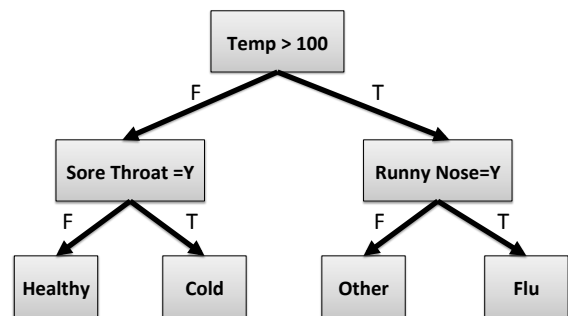 Temp > 100
F
T
Sore Throat =Y
Runny Nose=Y
F
T
F
T
Healthy
Cold
Other
Flu